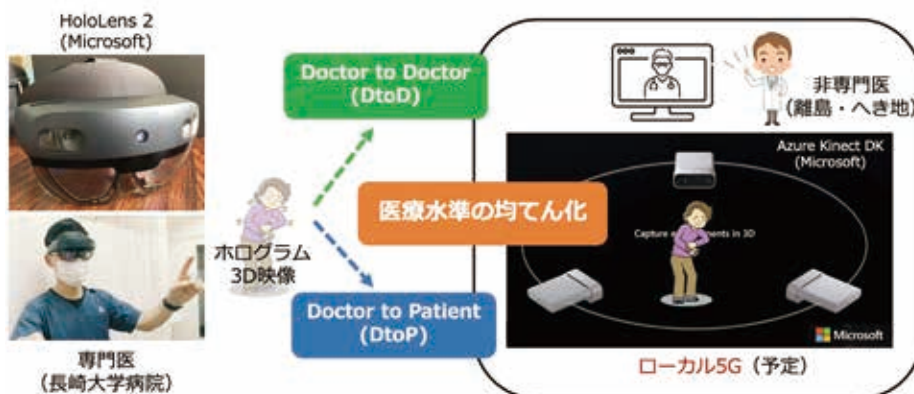 HoloLens 2
(Microsoft)
専門医
(長崎大学病院)
ホログラム
3D映像
Doctor to Doctor
(DtoD)
医療水準の均てん化
Doctor to Patient
(DtoP)
非専門医
(離島・へき地)
Azure Kinect DK
(Microsoft)
in 3D
Microsoft
ローカル5G(予定)